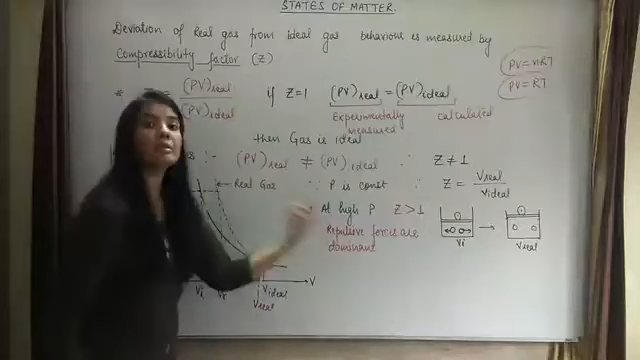 STATES OF MATTER.
Deviation of Real gas from ideal gas behaviour is measured by
Compressibility factor (Z)
PV=nRT
PV=RT
* = (PV)real / (PV)ideal if Z=1 (PV)real = (PV)ideal
Experimentally measured calculated
then Gas is ideal
:- (PV)real ≠ (PV)ideal ∴ Z≠1
Real Gas ∵ P is const ∴ Z = Vreal / Videal
At high P Z>1
Repulsive forces are
dominant
Vi → Vreal
Vi Vr Videal V
Vreal